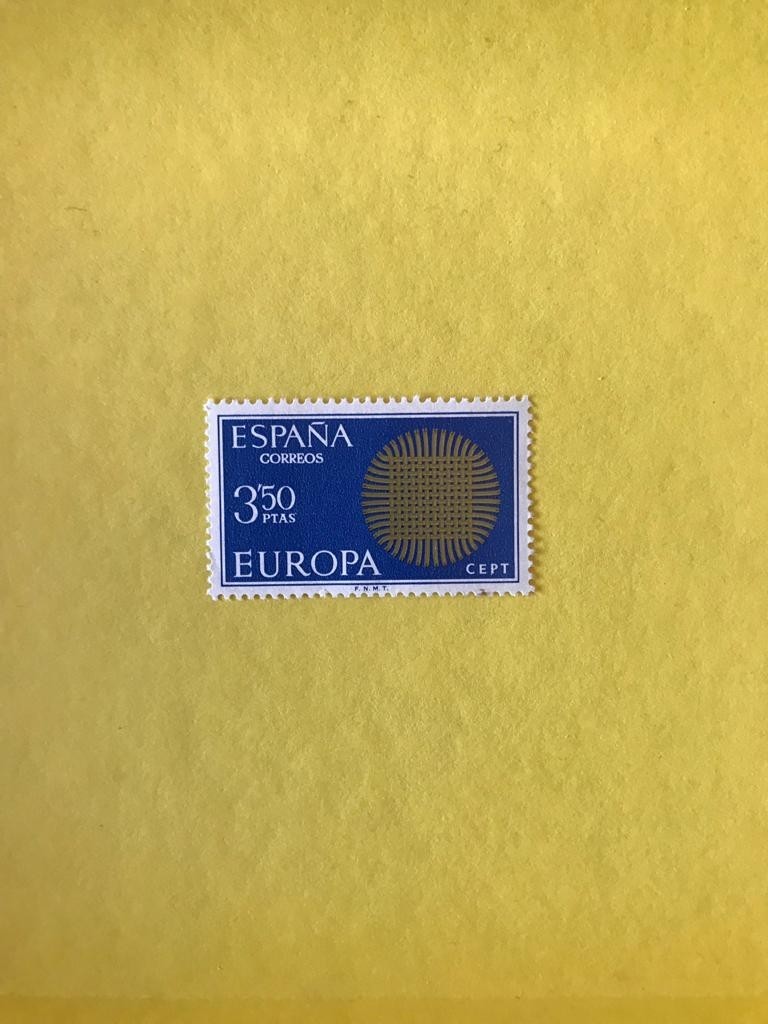 ESPAÑA
CORREOS
3'50
PTAS
EUROPA
CEPT
F.N.M.T.